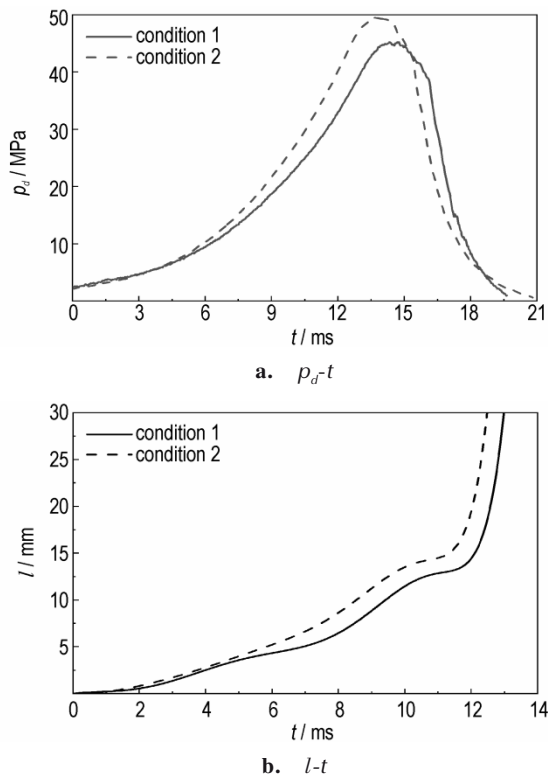 50
40
30
20
10
p_d / MPa
condition 1
condition 2
0 3 6 9 12 15 18 21
t / ms
a. p_d-t
30
25
20
15
10
5
l / mm
condition 1
condition 2
0 2 4 6 8 10 12 14
t / ms
b. l-t